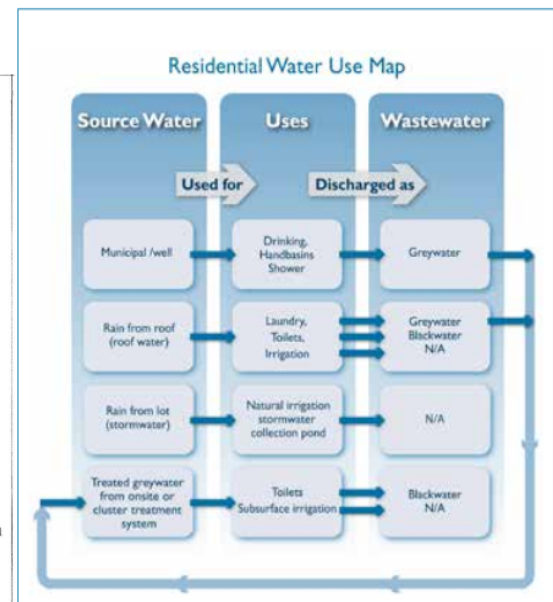 Residential Water Use Map
Source Water
Uses
Wastewater
Used for
Discharged as
Municipal /well
Drinking,
Handbasins
Shower
Greywater
Rain from roof
(roof water)
Laundry,
Toilets,
Irrigation
Greywater
Blackwater
N/A
Rain from lot
(stormwater)
Natural irrigation
stormwater
collection pond
N/A
Treated greywater
from onsite or
cluster treatment
system
Toilets
Subsurface irrigation
Blackwater
N/A